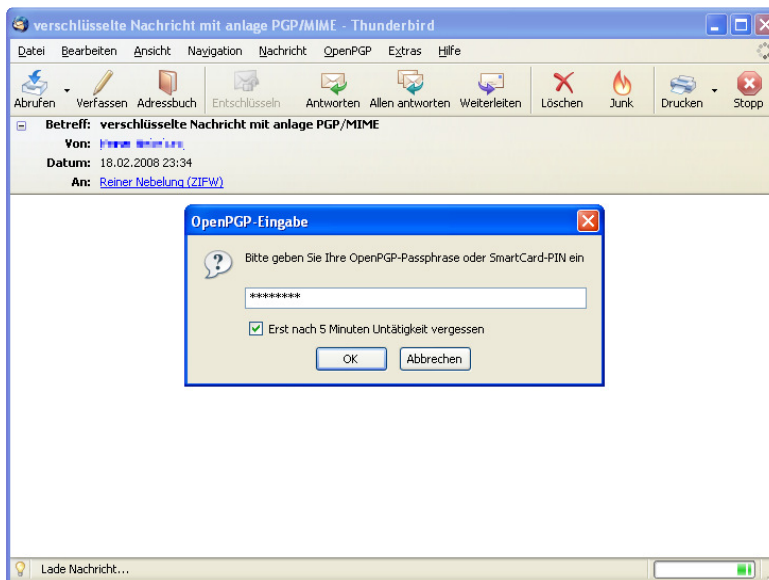 verschlüsselte Nachricht mit anlage PGP/MIME - Thunderbird
Datei Bearbeiten Ansicht Navigation Nachricht OpenPGP Extras Hilfe
Abrufen Verfassen Adressbuch Entschlüsseln Antworten Allen antworten Weiterleiten Löschen Junk Drucken Stopp
Betreff: verschlüsselte Nachricht mit anlage PGP/MIME
Von:
Datum: 18.02.2008 23:34
An: Reiner Nebelung (ZIFW)
OpenPGP-Eingabe
Bitte geben Sie Ihre OpenPGP-Passphrase oder SmartCard-PIN ein
********
Erst nach 5 Minuten Untätigkeit vergessen
OK Abbrechen
Lade Nachricht...